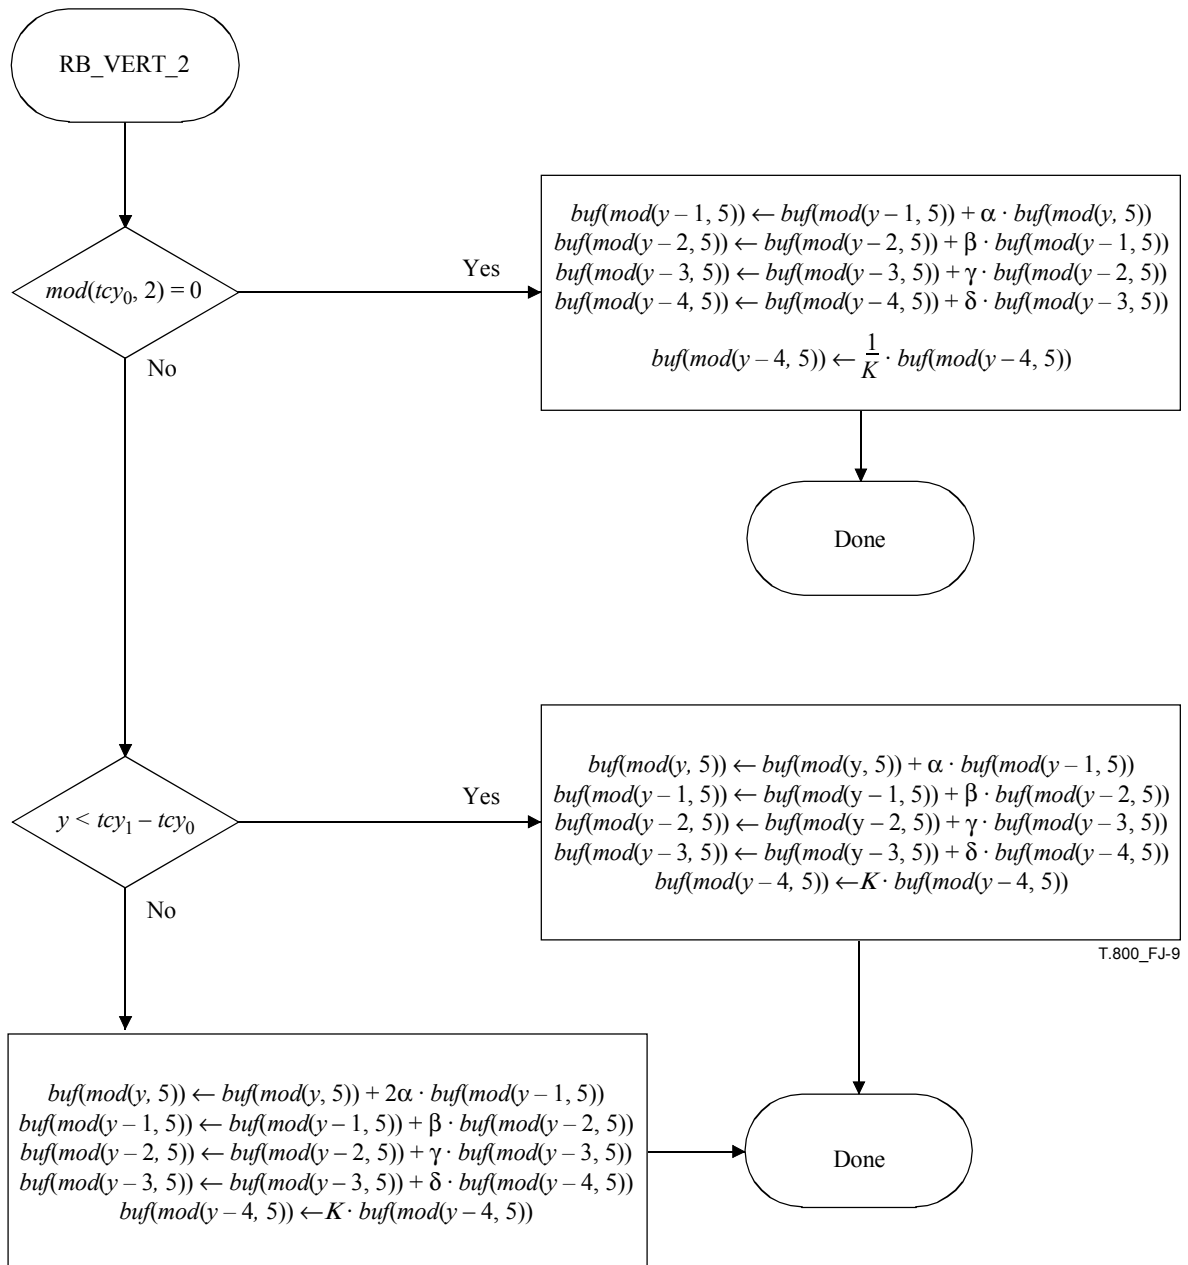 RB_VERT_2
mod(tcy₀, 2) = 0
Yes
No
buf(mod(y – 1, 5)) ← buf(mod(y – 1, 5)) + α · buf(mod(y, 5))
buf(mod(y – 2, 5)) ← buf(mod(y – 2, 5)) + β · buf(mod(y – 1, 5))
buf(mod(y – 3, 5)) ← buf(mod(y – 3, 5)) + γ · buf(mod(y – 2, 5))
buf(mod(y – 4, 5)) ← buf(mod(y – 4, 5)) + δ · buf(mod(y – 3, 5))
buf(mod(y – 4, 5)) ← 1/K · buf(mod(y – 4, 5))
Done
y < tcy₁ – tcy₀
Yes
No
buf(mod(y, 5)) ← buf(mod(y, 5)) + α · buf(mod(y – 1, 5))
buf(mod(y – 1, 5)) ← buf(mod(y – 1, 5)) + β · buf(mod(y – 2, 5))
buf(mod(y – 2, 5)) ← buf(mod(y – 2, 5)) + γ · buf(mod(y – 3, 5))
buf(mod(y – 3, 5)) ← buf(mod(y – 3, 5)) + δ · buf(mod(y – 4, 5))
buf(mod(y – 4, 5)) ← K · buf(mod(y – 4, 5))
T.800_FJ-9
buf(mod(y, 5)) ← buf(mod(y, 5)) + 2α · buf(mod(y – 1, 5))
buf(mod(y – 1, 5)) ← buf(mod(y – 1, 5)) + β · buf(mod(y – 2, 5))
buf(mod(y – 2, 5)) ← buf(mod(y – 2, 5)) + γ · buf(mod(y – 3, 5))
buf(mod(y – 3, 5)) ← buf(mod(y – 3, 5)) + δ · buf(mod(y – 4, 5))
buf(mod(y – 4, 5)) ← K · buf(mod(y – 4, 5))
Done